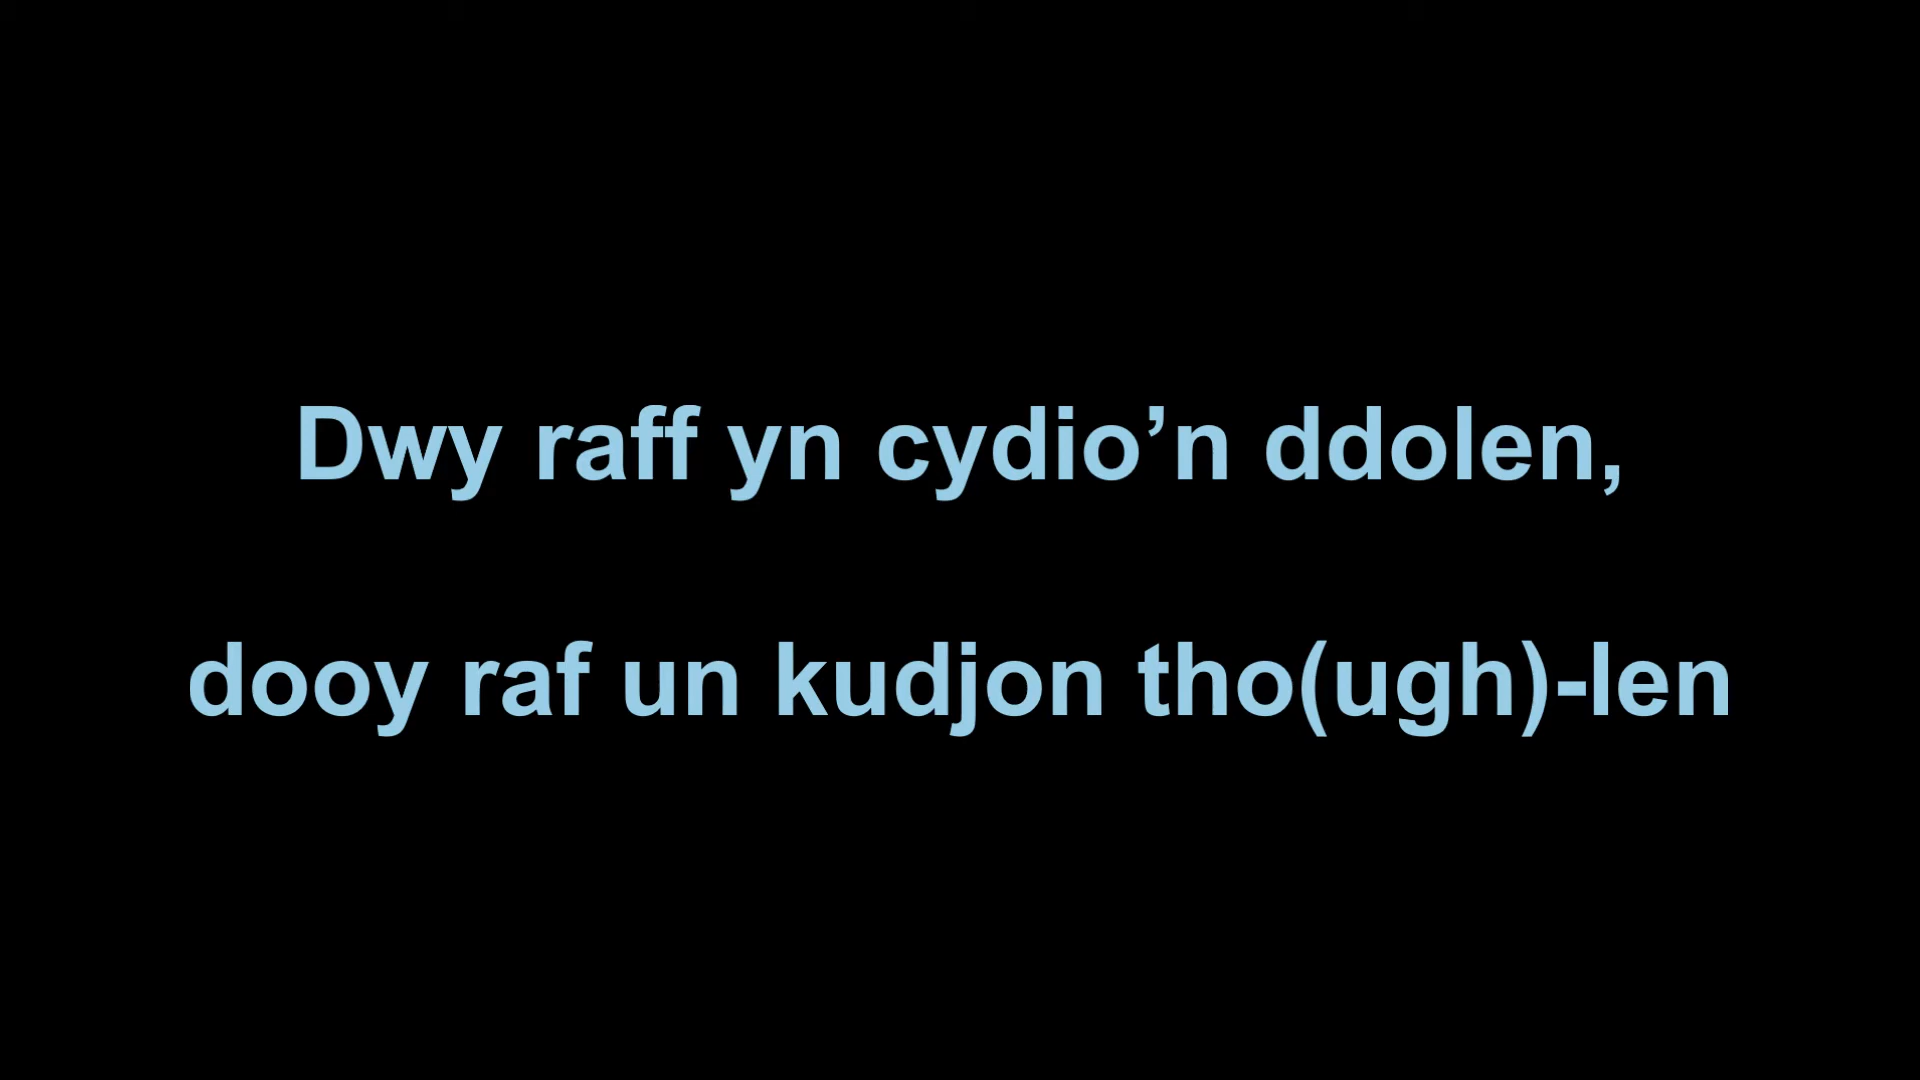 Dwy raff yn cydio’n ddolen,
dooy raf un kudjon tho(ugh)-len